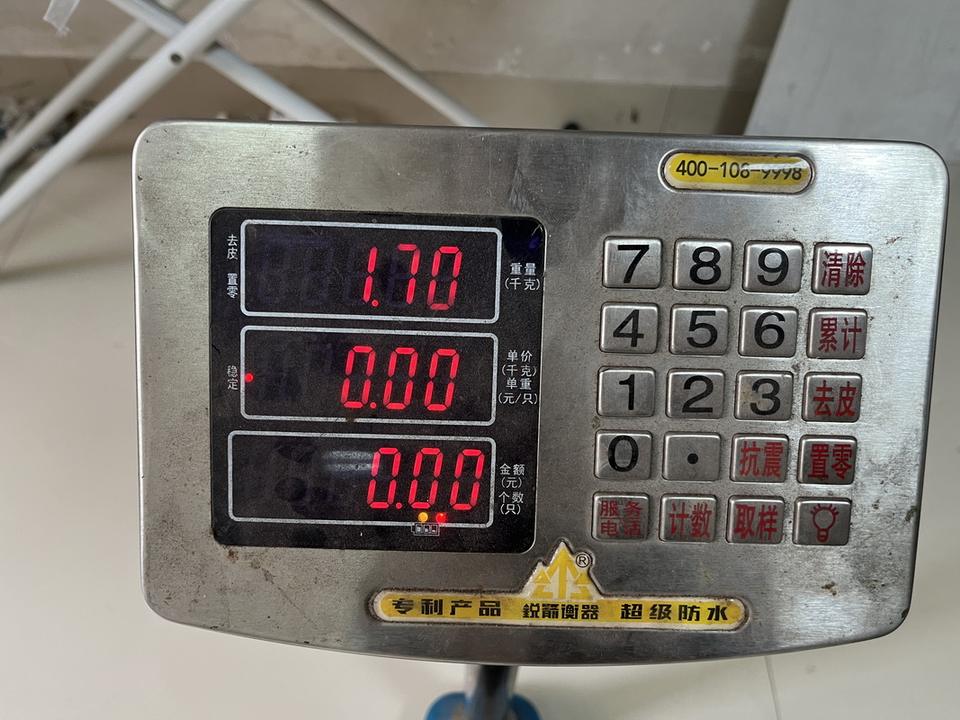 400-106-9998
去皮 置零
1.70
重量
(千克)
稳定
0.00
单价
(千克)
单重
(元/只)
0.00
金额
(元)
个数
(只)
7 8 9 清除
4 5 6 累计
1 2 3 去皮
0 . 抗震 置零
服务电话 计数 取样
®
专利产品 锐箭衡器 超级防水